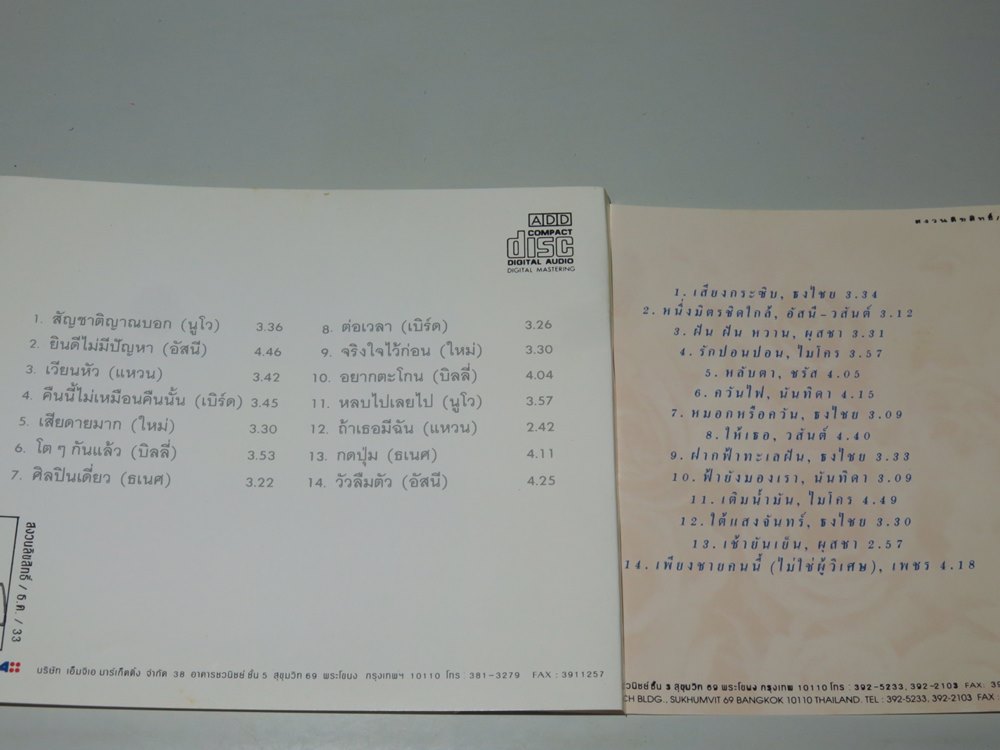 ADD
COMPACT
disc
DIGITAL AUDIO
DIGITAL MASTERING
1. สัญชาติญาณบอก (นูโว) 3.36
2. ยินดีไม่มีปัญหา (อัสนี) 4.46
3. เวียนหัว (แหวน) 3.42
4. คืนนี้ไม่เหมือนคืนนั้น (เบิร์ด) 3.45
5. เสียดายมาก (ใหม่) 3.30
6. โต ๆ กันแล้ว (บิลลี่) 3.53
7. ศิลปินเดี่ยว (ธเนศ) 3.22
8. ต่อเวลา (เบิร์ด) 3.26
9. จริงใจไว้ก่อน (ใหม่) 3.30
10. อยากตะโกน (บิลลี่) 4.04
11. หลบไปเลยไป (นูโว) 3.57
12. ถ้าเธอมีฉัน (แหวน) 2.42
13. กดปุ่ม (ธเนศ) 4.11
14. วัวลืมตัว (อัสนี) 4.25
สงวนลิขสิทธิ์ / ธ.ค. / 33
บริษัท เอ็มจีเอ มาร์เก็ตติ้ง จำกัด 38 อาคารชวนิชย์ ชั้น 5 สุขุมวิท 69 พระโขนง กรุงเทพฯ 10110 โทร : 381-3279 FAX : 3911257
สงวนลิขสิทธิ์/
1. เสียงกระซิบ, ธงไชย 3.34
2. หนึ่งมิตรชิดใกล้, อัสนี-วสันต์ 3.12
3. ฝัน ฝัน หวาน, ผุสชา 3.31
4. รักปอนปอน, ไมโคร 3.57
5. หลับตา, ชรัส 4.05
6. ควันไฟ, นันทิดา 4.15
7. หมอกหรือควัน, ธงไชย 3.09
8. ให้เธอ, วสันต์ 4.40
9. ฝากฟ้าทะเลฝัน, ธงไชย 3.33
10. ฟ้ายังมองเรา, นันทิดา 3.09
11. เติมน้ำมัน, ไมโคร 4.49
12. ใต้แสงจันทร์, ธงไชย 3.30
13. เช้ายันเย็น, ผุสชา 2.57
14. เพียงชายคนนี้ (ไม่ใช่ผู้วิเศษ), เพชร 4.18
ชวนิชย์ ชั้น 3 สุขุมวิท 69 พระโขนง กรุงเทพ 10110 โทร : 392-5233, 392-2103 FAX:
CH BLDG., SUKHUMVIT 69 BANGKOK 10110 THAILAND. TEL : 392-5233, 392-2103 FAX :